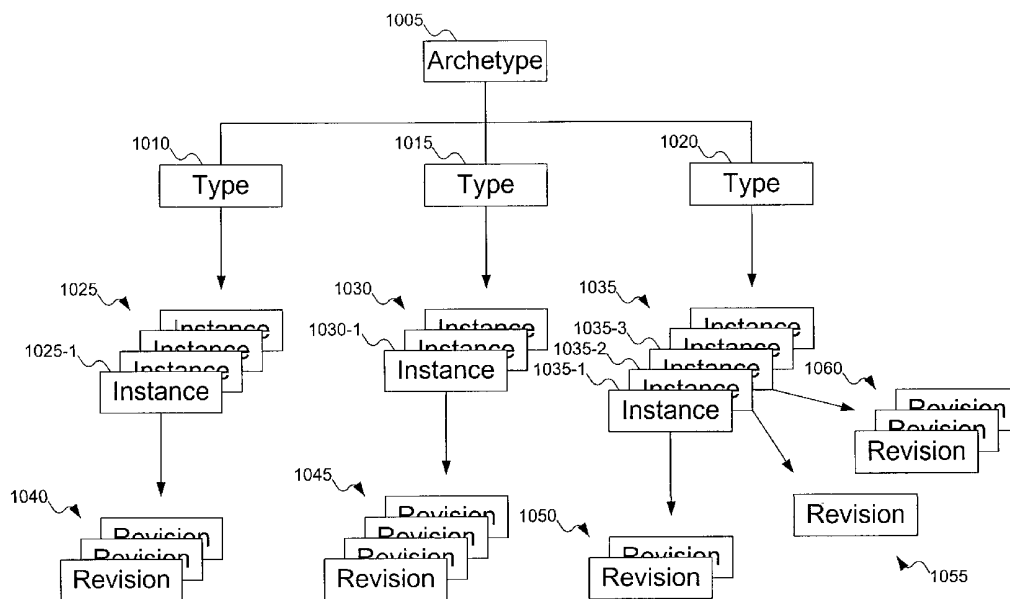 1005
Archetype
1010
1015
1020
Type
Type
Type
1025
1030
1035
Instance
Instance
Instance
1025-1
1030-1
1035-3
Instance
Instance
Instance
1035-2
Instance
Instance
Instance
1035-1
Instance
Instance
Instance
1060
Instance
Revision
Revision
Revision
1040
1045
1050
Revision
Revision
Revision
Revision
1055
Revision
Revision
Revision
Revision
Revision
Revision